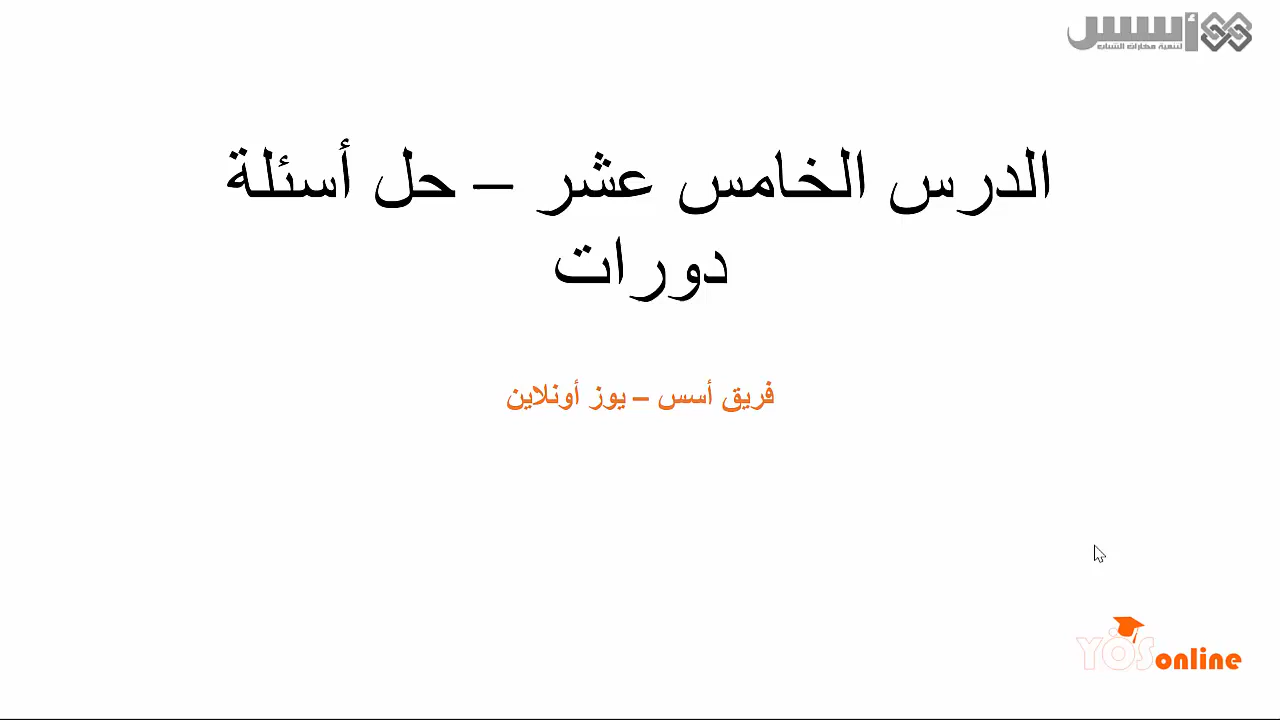 أسس
لتنمية مهارات الشباب
الدرس الخامس عشر – حل أسئلة
دورات
فريق أسس – يوز أونلاين
YÖS online